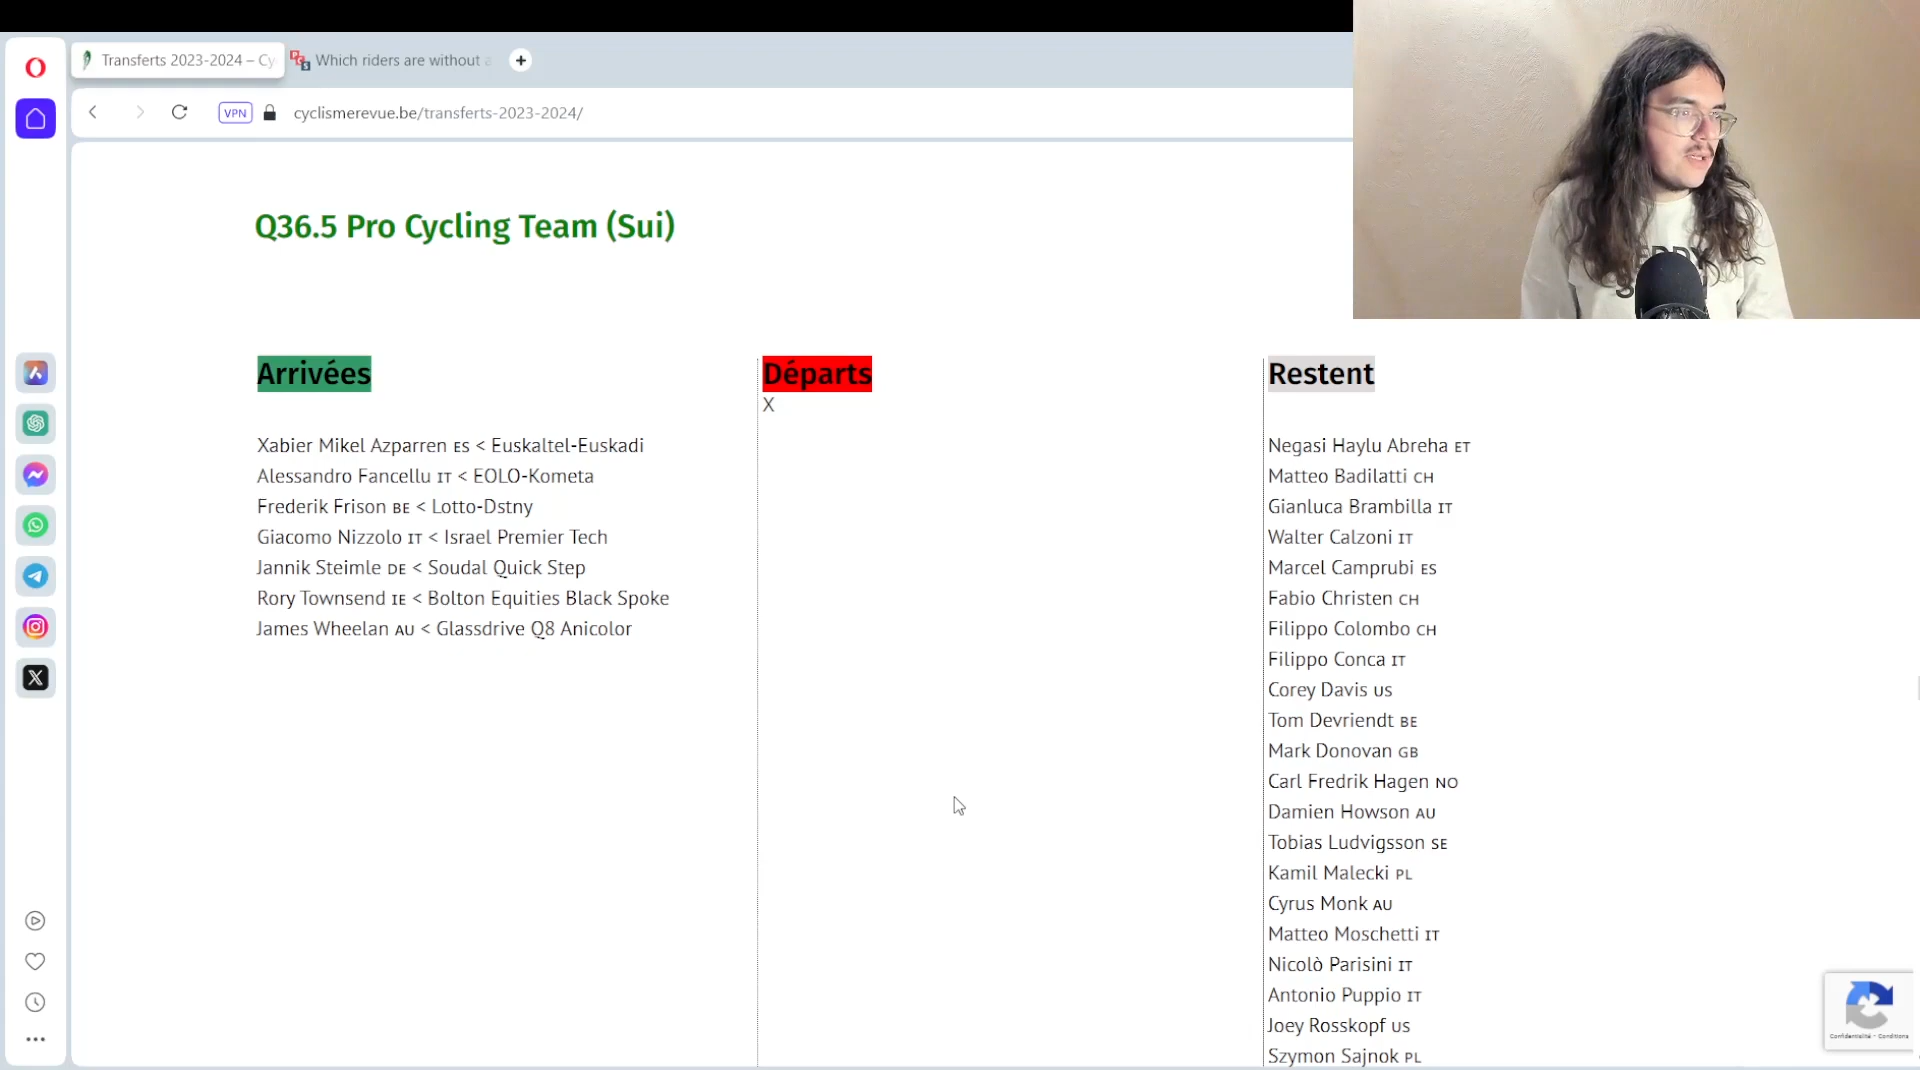 Transferts 2023-2024 – Cy
Which riders are without a
VPN
cyclismerevue.be/transferts-2023-2024/
Q36.5 Pro Cycling Team (Sui)
Arrivées
Xabier Mikel Azparren ES < Euskaltel-Euskadi
Alessandro Fancellu IT < EOLO-Kometa
Frederik Frison BE < Lotto-Dstny
Giacomo Nizzolo IT < Israel Premier Tech
Jannik Steimle DE < Soudal Quick Step
Rory Townsend IE < Bolton Equities Black Spoke
James Wheelan AU < Glassdrive Q8 Anicolor
Départs
X
Restent
Negasi Haylu Abreha ET
Matteo Badilatti CH
Gianluca Brambilla IT
Walter Calzoni IT
Marcel Camprubi ES
Fabio Christen CH
Filippo Colombo CH
Filippo Conca IT
Corey Davis US
Tom Devriendt BE
Mark Donovan GB
Carl Fredrik Hagen NO
Damien Howson AU
Tobias Ludvigsson SE
Kamil Malecki PL
Cyrus Monk AU
Matteo Moschetti IT
Nicolò Parisini IT
Antonio Puppio IT
Joey Rosskopf US
Szymon Sajnok PL
Confidentialité - Conditions